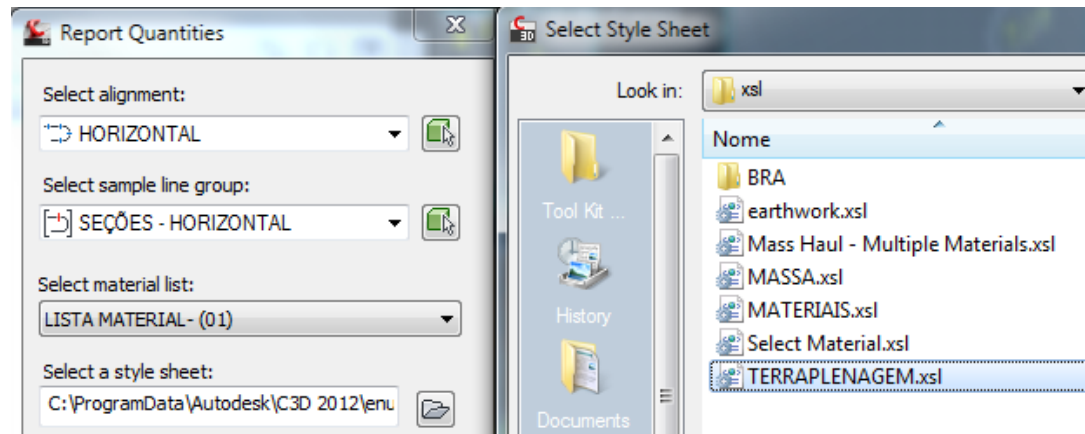 Report Quantities
Select alignment:
HORIZONTAL
Select sample line group:
SEÇÕES - HORIZONTAL
Select material list:
LISTA MATERIAL- (01)
Select a style sheet:
C:\ProgramData\Autodesk\C3D 2012\enu
Select Style Sheet
Look in:
xsl
Tool Kit ...
History
Documents
Nome
BRA
earthwork.xsl
Mass Haul - Multiple Materials.xsl
MASSA.xsl
MATERIAIS.xsl
Select Material.xsl
TERRAPLENAGEM.xsl